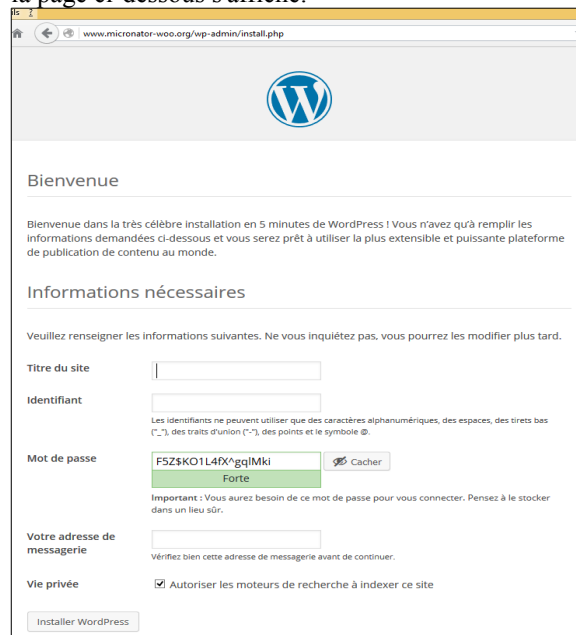 la page ci-dessous s'affiche.
www.micronator-woo.org/wp-admin/install.php
Bienvenue
Bienvenue dans la très célèbre installation en 5 minutes de WordPress ! Vous n'avez qu'à remplir les
informations demandées ci-dessous et vous serez prêt à utiliser la plus extensible et puissante plateforme
de publication de contenu au monde.
Informations nécessaires
Veuillez renseigner les informations suivantes. Ne vous inquiétez pas, vous pourrez les modifier plus tard.
Titre du site
Identifiant
Les identifiants ne peuvent utiliser que des caractères alphanumériques, des espaces, des tirets bas
("_"), des traits d'union ("-"), des points et le symbole @.
Mot de passe
F5Z$KO1L4fX^gqlMki
Cacher
Forte
Important : Vous aurez besoin de ce mot de passe pour vous connecter. Pensez à le stocker
dans un lieu sûr.
Votre adresse de
messagerie
Vérifiez bien cette adresse de messagerie avant de continuer.
Vie privée
Autoriser les moteurs de recherche à indexer ce site
Installer WordPress